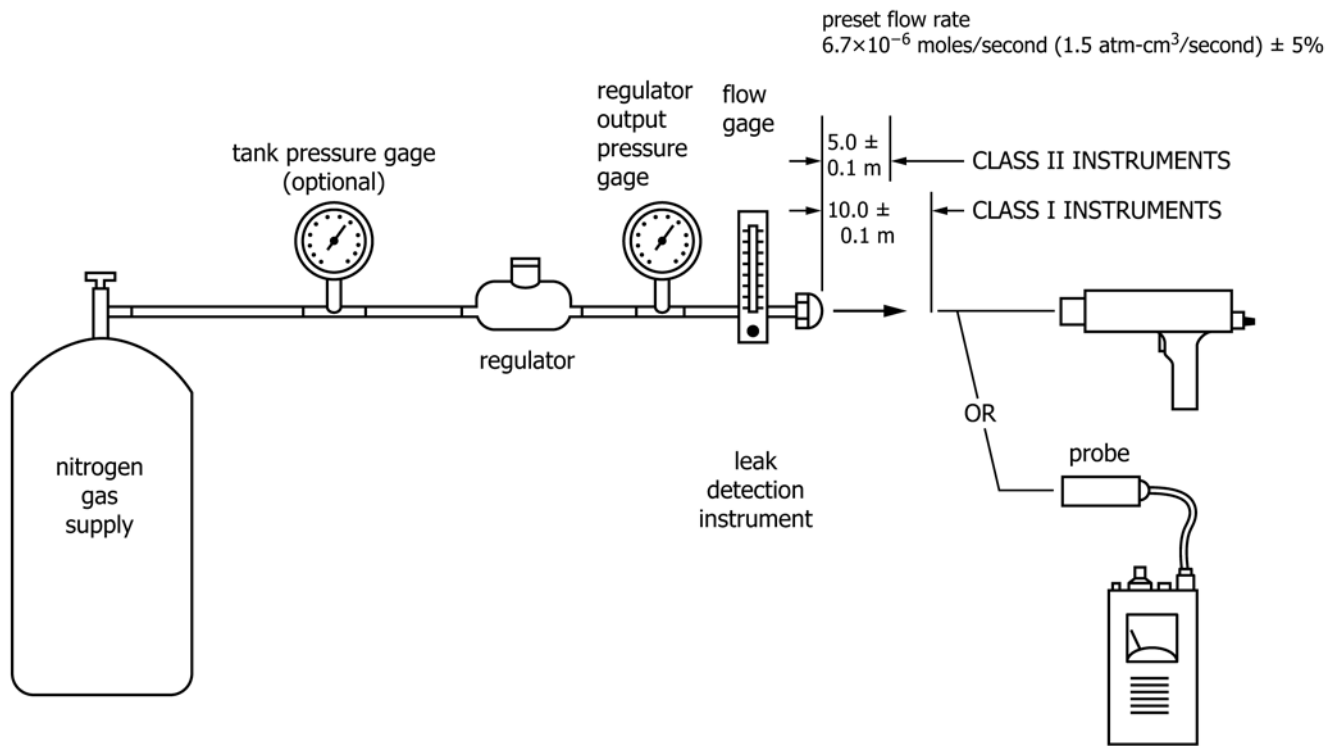 preset flow rate
6.7×10⁻⁶ moles/second (1.5 atm-cm³/second) ± 5%
regulator
output
pressure
gage
flow
gage
tank pressure gage
(optional)
5.0 ±
0.1 m
CLASS II INSTRUMENTS
10.0 ±
0.1 m
CLASS I INSTRUMENTS
regulator
OR
nitrogen
gas
supply
leak
detection
instrument
probe